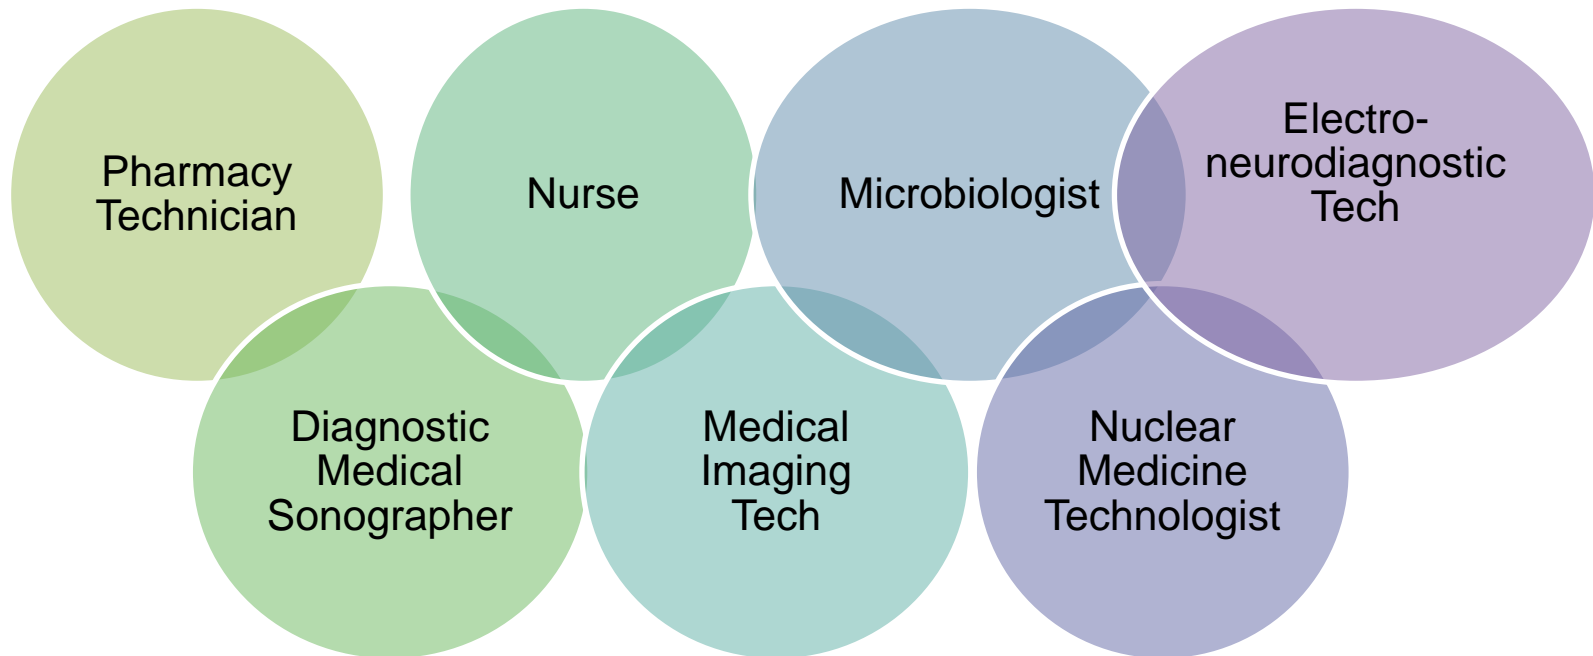 Pharmacy
Technician
Nurse
Microbiologist
Electro-
neurodiagnostic
Tech
Diagnostic
Medical
Sonographer
Medical
Imaging
Tech
Nuclear
Medicine
Technologist